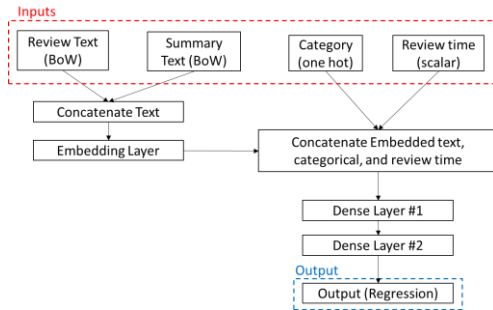 Inputs
Review Text
(BoW)
Summary
Text (BoW)
Category
(one hot)
Review time
(scalar)
Concatenate Text
Embedding Layer
Concatenate Embedded text,
categorical, and review time
Dense Layer #1
Dense Layer #2
Output
Output (Regression)